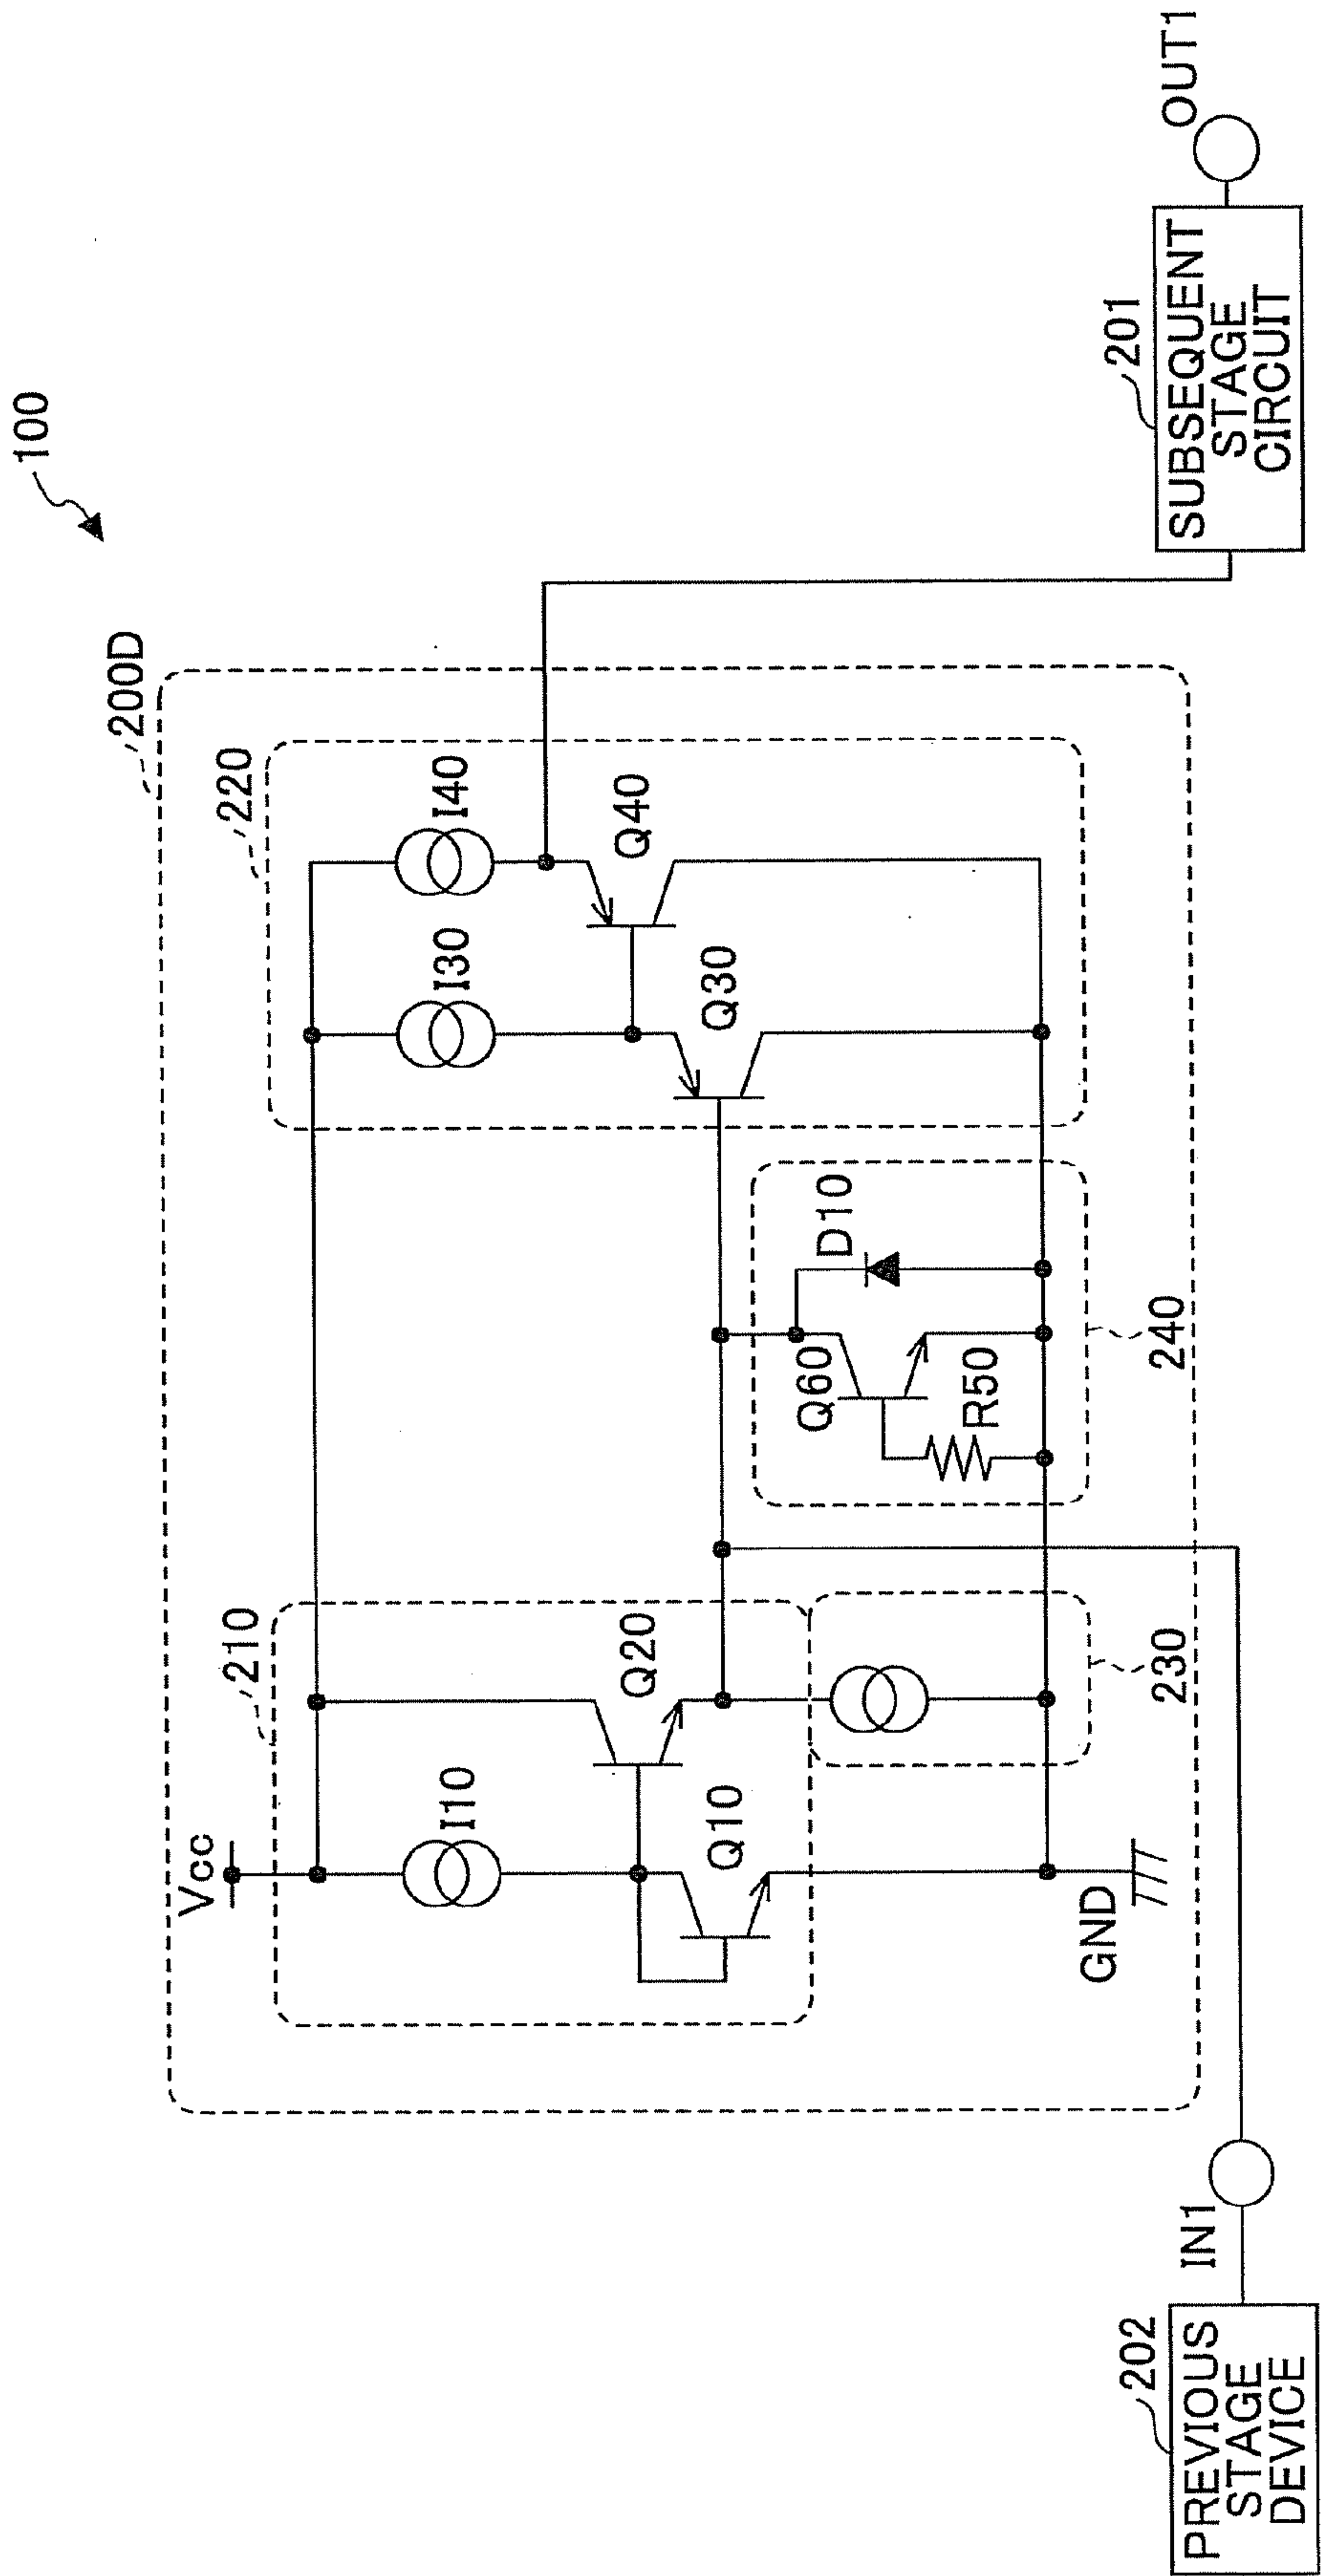 100
200D
210
220
Vcc
I10
I30
I40
Q20
Q40
Q10
Q30
Q60
D10
R50
GND
230
240
IN1
OUT1
202
PREVIOUS
STAGE
DEVICE
201
SUBSEQUENT
STAGE
CIRCUIT